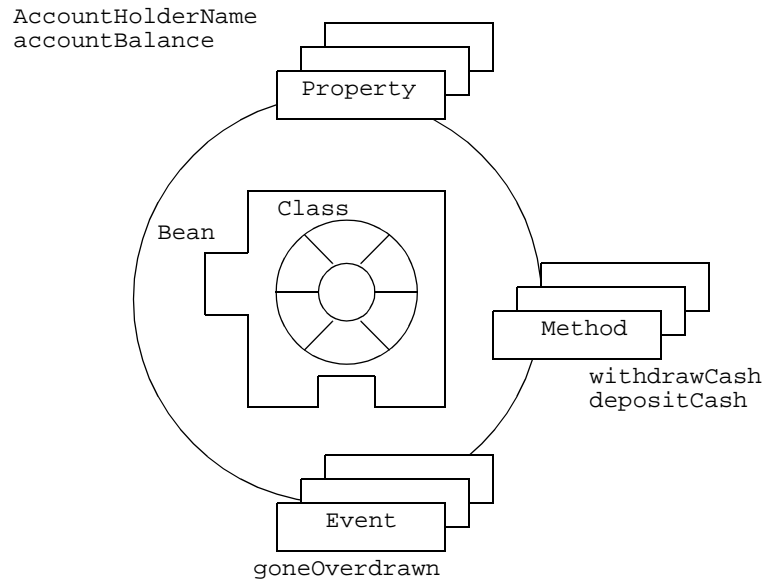 AccountHolderName
accountBalance
Property
Class
Bean
Method
withdrawCash
depositCash
Event
goneOverdrawn